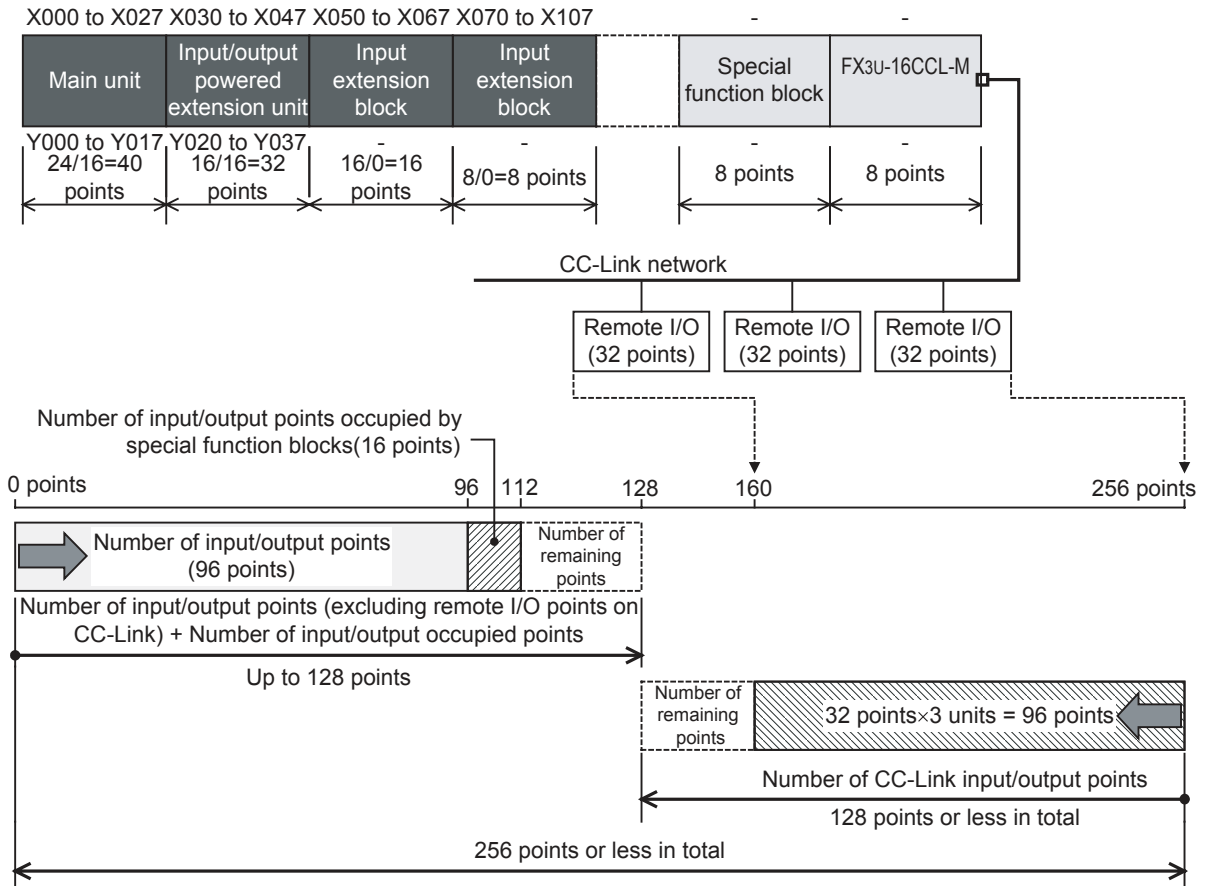 X000 to X027 X030 to X047 X050 to X067 X070 to X107 - -
Main unit
Input/output
powered
extension unit
Input
extension
block
Input
extension
block
Special
function block
FX3U-16CCL-M
Y000 to Y017 Y020 to Y037 - - - -
24/16=40
points
16/16=32
points
16/0=16
points
8/0=8 points
8 points
8 points
CC-Link network
Remote I/O
(32 points)
Remote I/O
(32 points)
Remote I/O
(32 points)
Number of input/output points occupied by
special function blocks(16 points)
0 points 96 112 128 160 256 points
Number of input/output points
(96 points)
Number of
remaining
points
Number of input/output points (excluding remote I/O points on
CC-Link) + Number of input/output occupied points
Up to 128 points
Number of
remaining
points
32 points×3 units = 96 points
Number of CC-Link input/output points
128 points or less in total
256 points or less in total